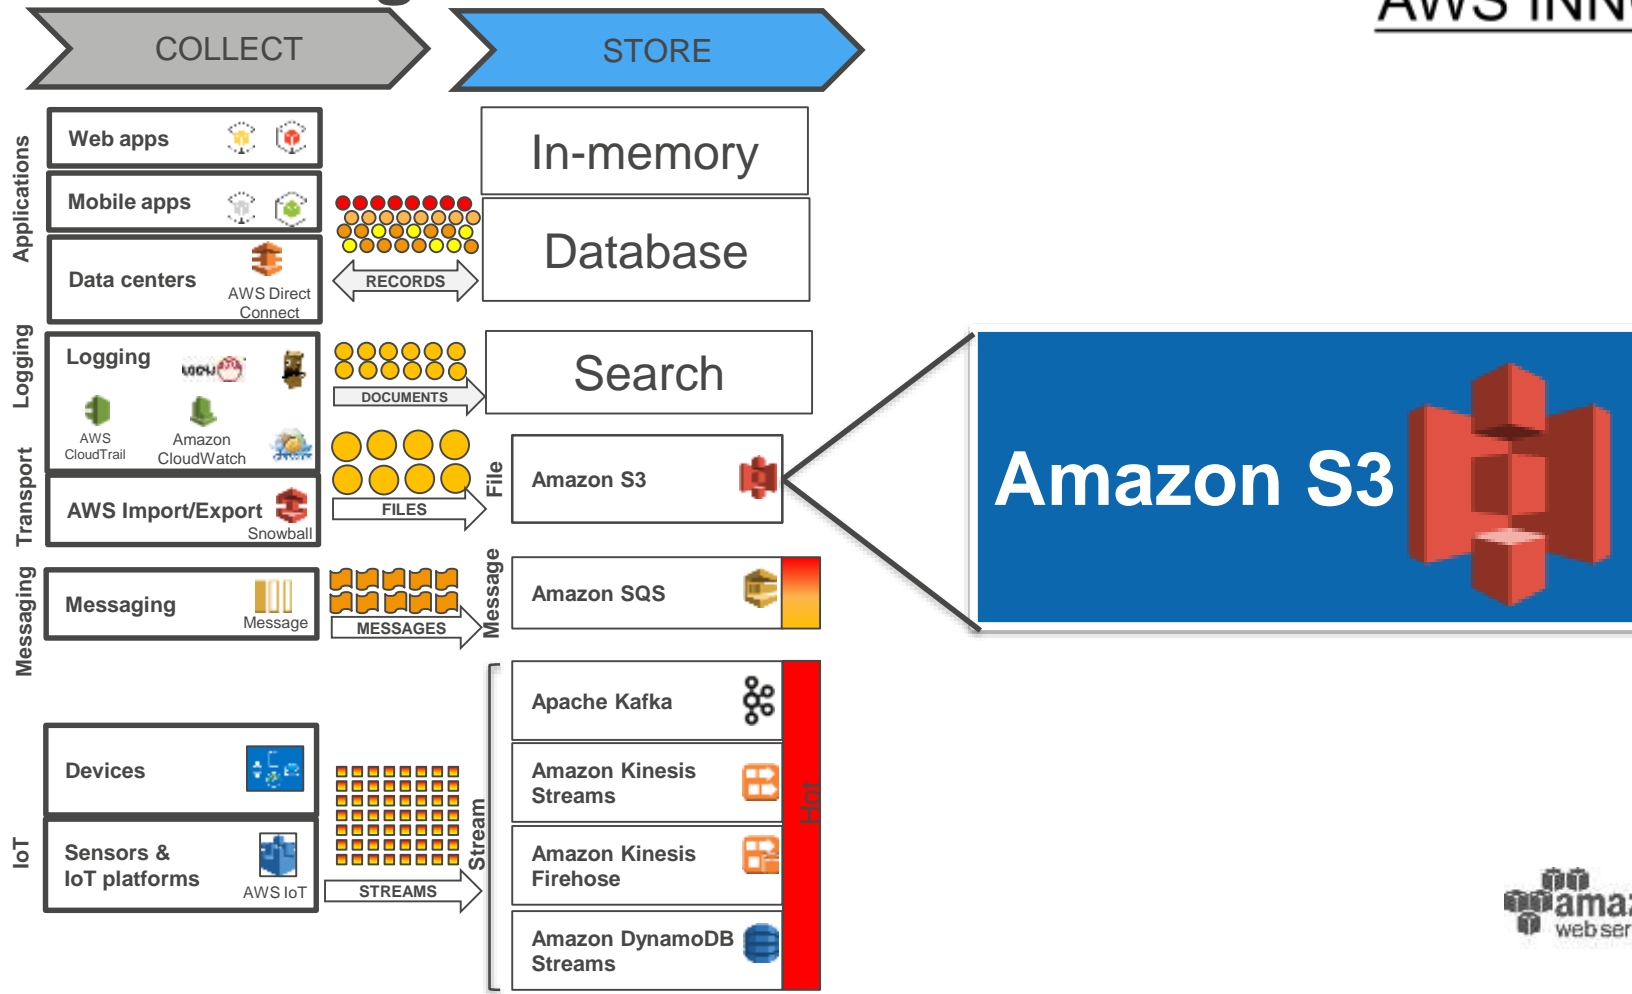 COLLECT
STORE
AWS
Applications
Web apps
Mobile apps
Data centers
AWS Direct
Connect
RECORDS
In-memory
Database
Logging
Logging
AWS
CloudTrail
Amazon
CloudWatch
DOCUMENTS
Search
Transport
AWS Import/Export
Snowball
FILES
File
Amazon S3
Amazon S3
Messaging
Messaging
Message
MESSAGES
Message
Amazon SQS
IoT
Devices
Sensors &
IoT platforms
AWS IoT
STREAMS
Stream
Apache Kafka
Amazon Kinesis
Streams
Amazon Kinesis
Firehose
Amazon DynamoDB
Streams
Hot
web